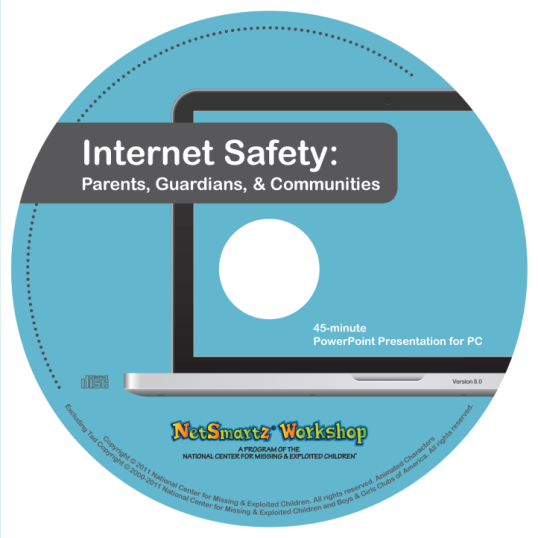 Internet Safety:
Parents, Guardians, & Communities
45-minute
PowerPoint Presentation for PC
Version 8.0
COMPACT
disc
NetSmartz® Workshop
A PROGRAM OF THE
NATIONAL CENTER FOR MISSING & EXPLOITED CHILDREN®
Copyright © 2011 National Center for Missing & Exploited Children. All rights reserved. Animated Characters
Excluding Tad Copyright © 2000-2011 National Center for Missing & Exploited Children and Boys & Girls Clubs of America. All rights reserved.